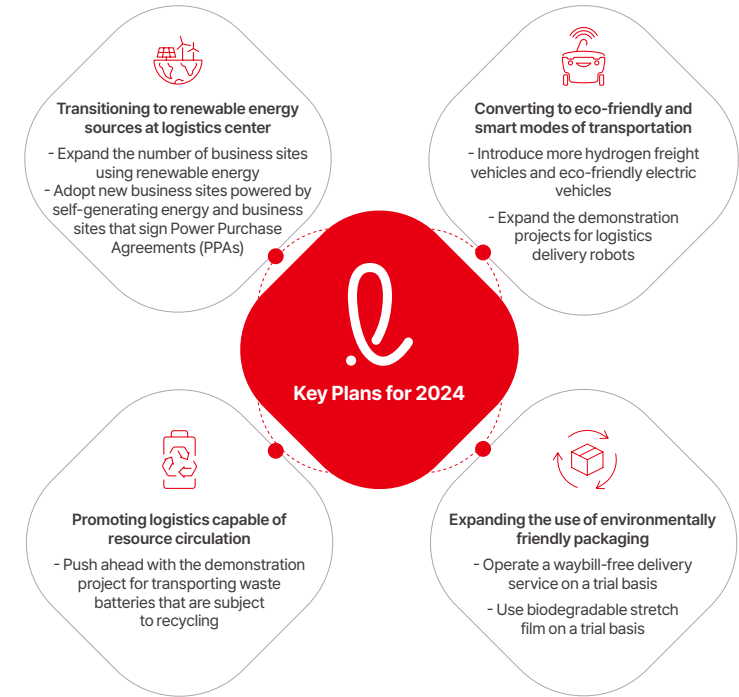 Transitioning to renewable energy
sources at logistics center
- Expand the number of business sites
using renewable energy
- Adopt new business sites powered by
self-generating energy and business
sites that sign Power Purchase
Agreements (PPAs)
Converting to eco-friendly and
smart modes of transportation
- Introduce more hydrogen freight
vehicles and eco-friendly electric
vehicles
- Expand the demonstration
projects for logistics
delivery robots
Key Plans for 2024
Promoting logistics capable of
resource circulation
- Push ahead with the demonstration
project for transporting waste
batteries that are subject
to recycling
Expanding the use of environmentally
friendly packaging
- Operate a waybill-free delivery
service on a trial basis
- Use biodegradable stretch
film on a trial basis